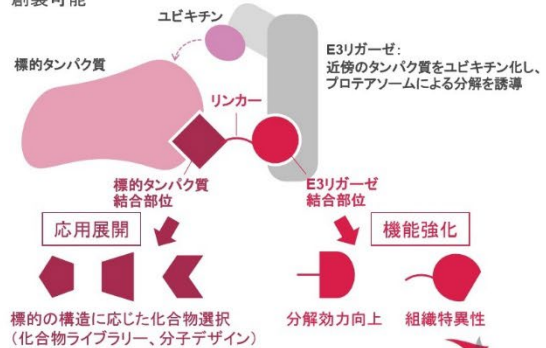 創製可能
ユビキチン
E3リガーゼ：
近傍のタンパク質をユビキチン化し、
プロテアソームによる分解を誘導
標的タンパク質
リンカー
標的タンパク質
結合部位
E3リガーゼ
結合部位
応用展開
機能強化
標的の構造に応じた化合物選択
（化合物ライブラリー、分子デザイン）
分解効力向上
組織特異性